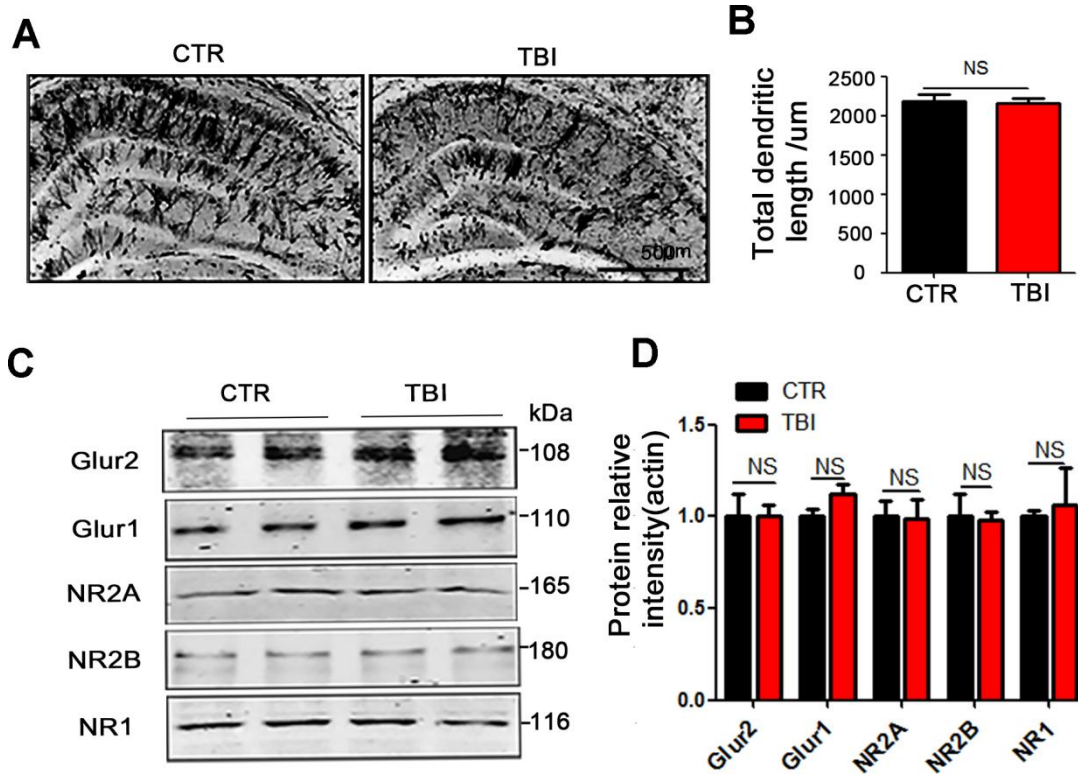 A
CTR
TBI
50μm
B
Total dendritic
length /um
2500
2000
1500
1000
500
0
NS
CTR
TBI
C
CTR
TBI
kDa
Glur2
-108
Glur1
-110
NR2A
-165
NR2B
-180
NR1
-116
D
CTR
TBI
Protein relative
intensity(actin)
1.5
1.0
0.5
0.0
NS
NS
NS
NS
NS
Glur2
Glur1
NR2A
NR2B
NR1